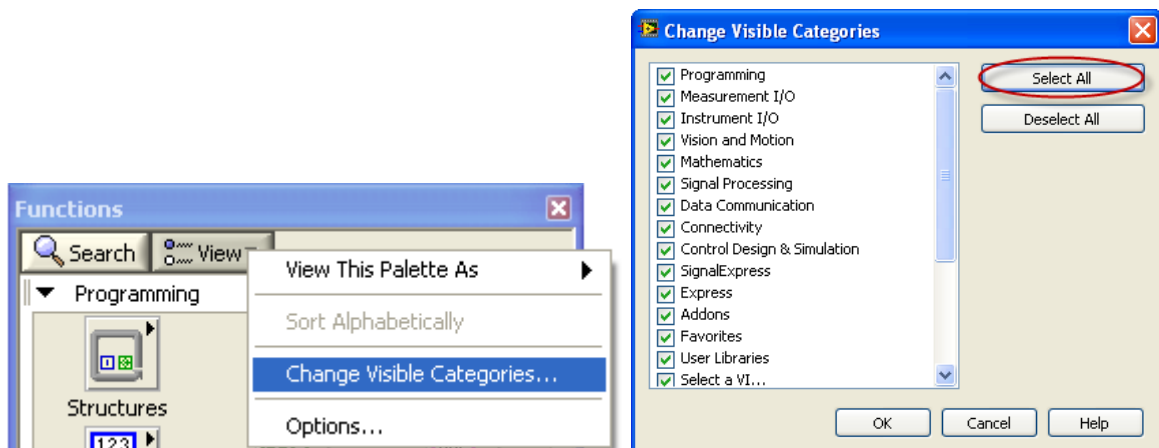 Functions
Search View
View This Palette As
Programming
Sort Alphabetically
Change Visible Categories...
Structures
Options...
123
Change Visible Categories
Programming
Measurement I/O
Instrument I/O
Vision and Motion
Mathematics
Signal Processing
Data Communication
Connectivity
Control Design & Simulation
SignalExpress
Express
Addons
Favorites
User Libraries
Select a VI...
Select All
Deselect All
OK Cancel Help